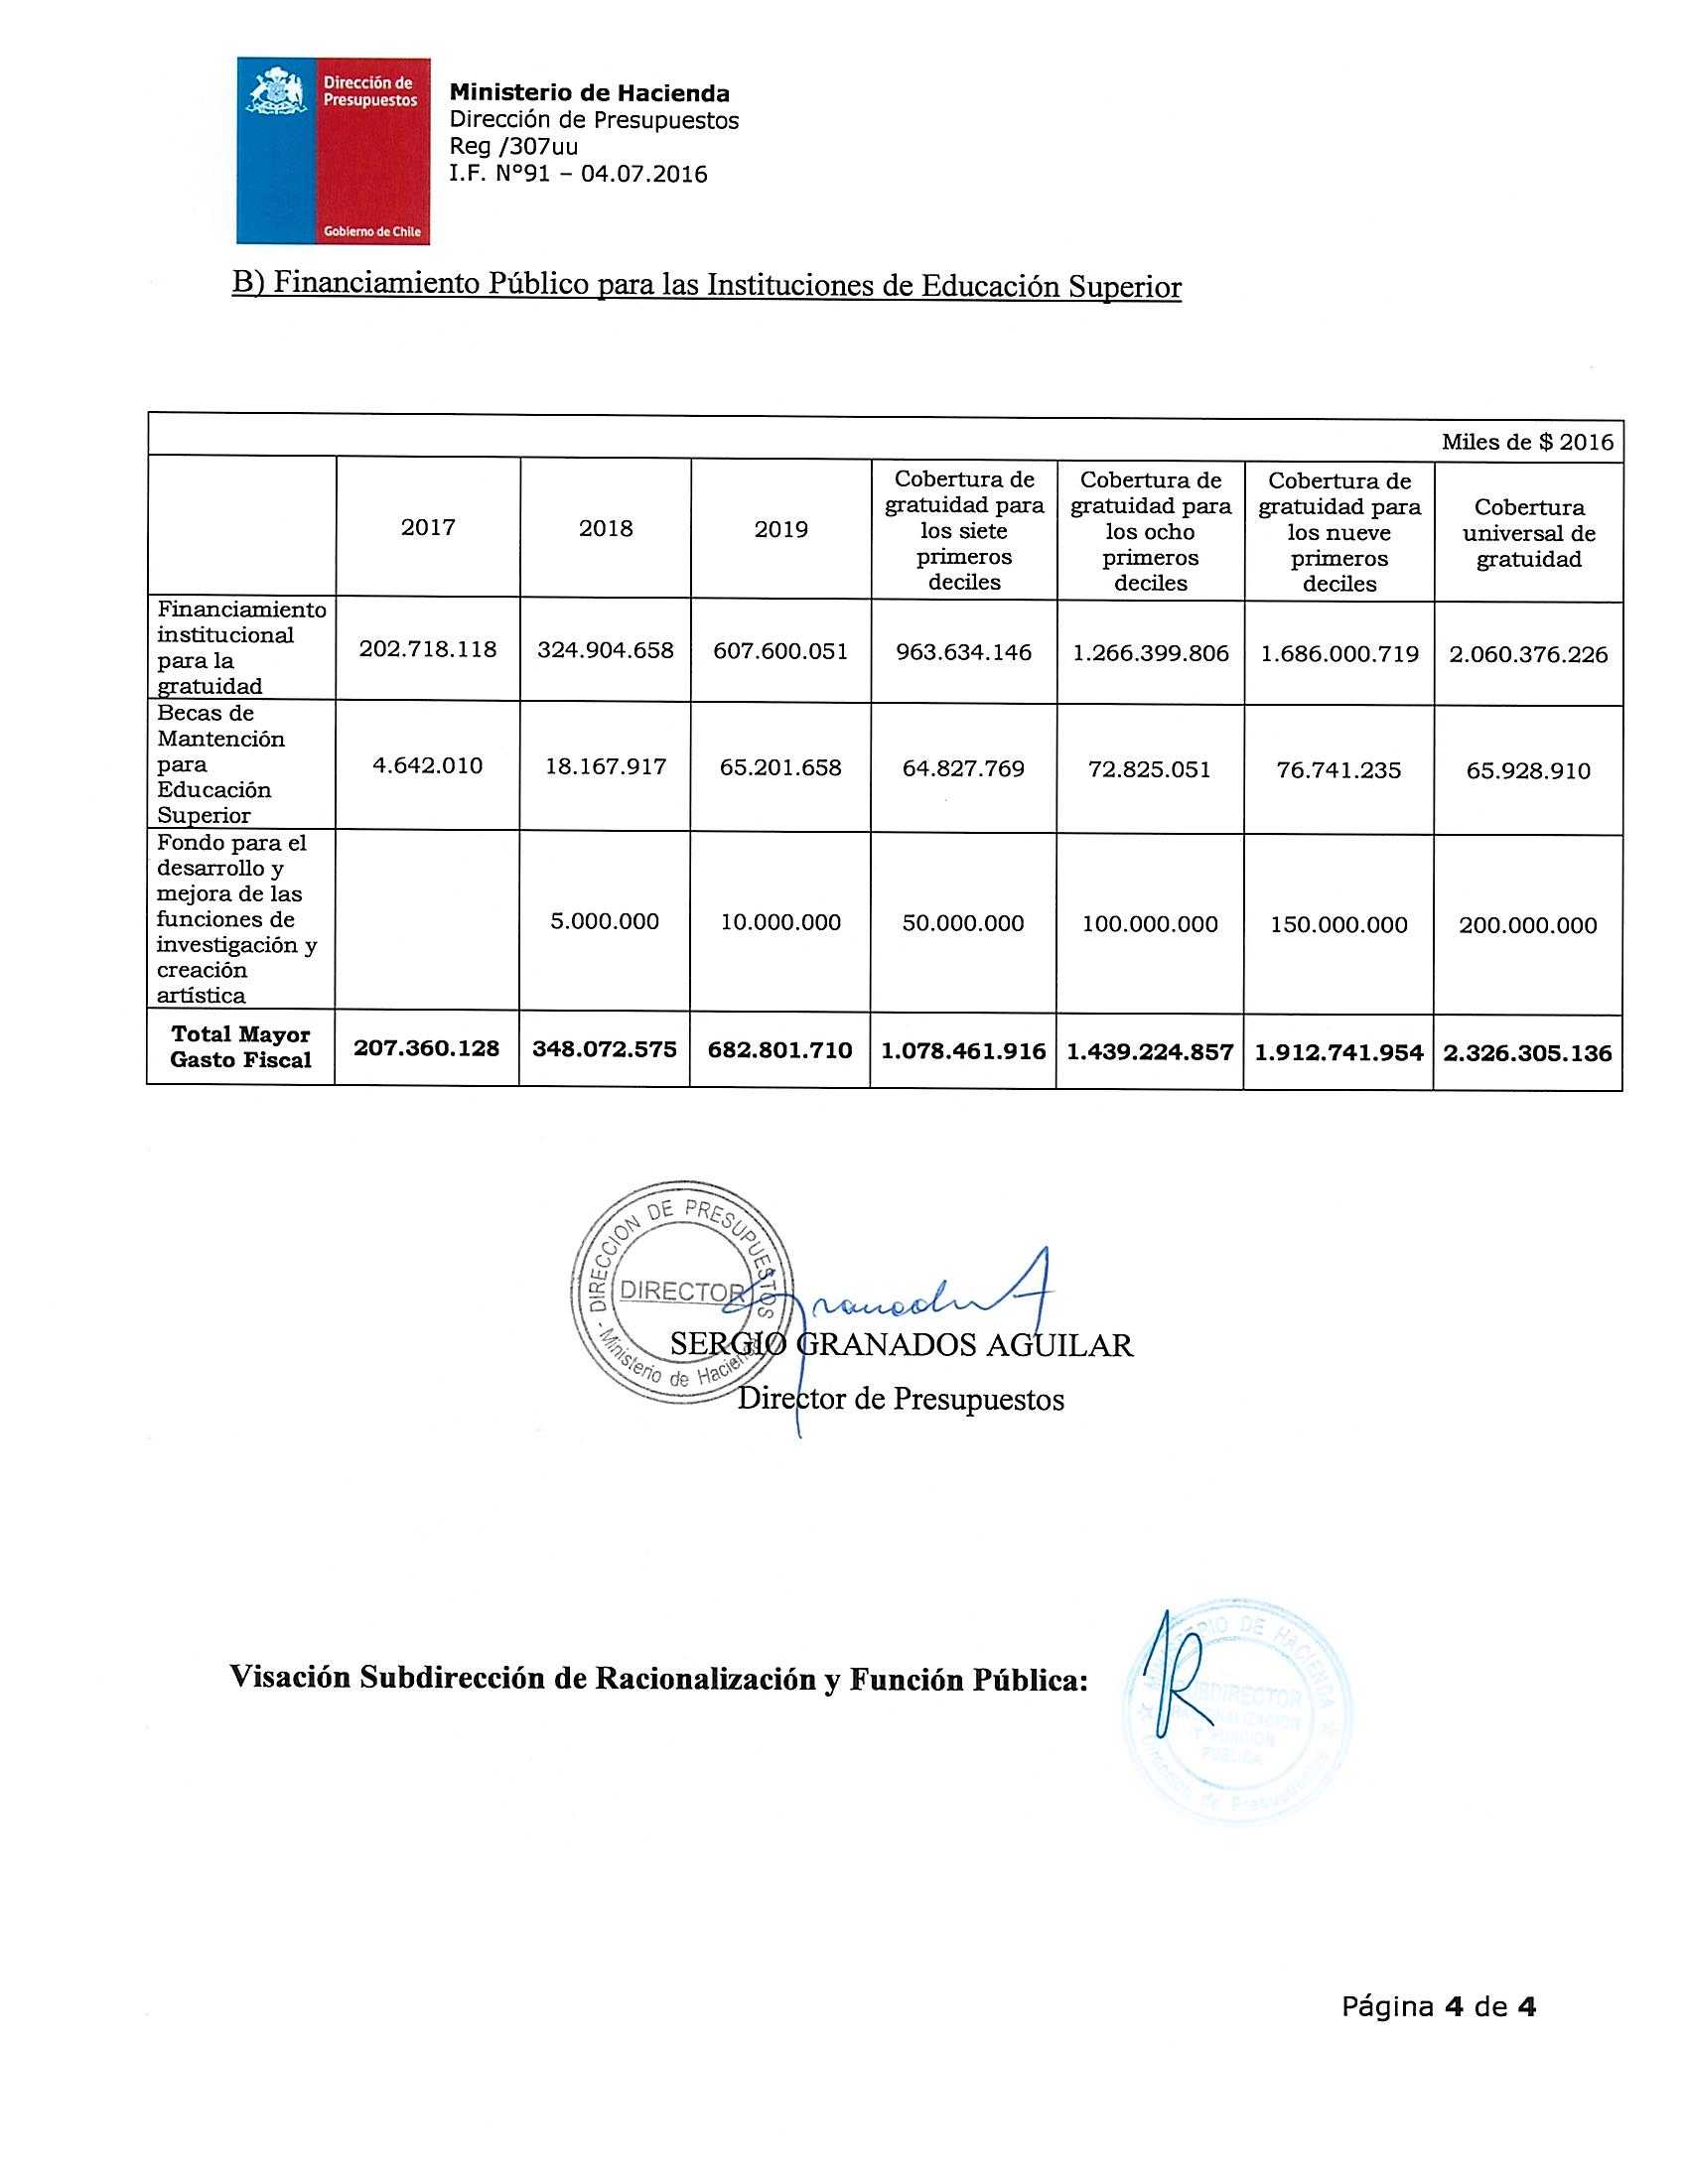 Dirección de
Presupuestos
Gobierno de Chile
Ministerio de Hacienda
Dirección de Presupuestos
Reg /307uu
I.F. N°91 – 04.07.2016
B) Financiamiento Público para las Instituciones de Educación Superior
Miles de $ 2016
2017
2018
2019
Cobertura de
gratuidad para
los siete
primeros
deciles
Cobertura de
gratuidad para
los ocho
primeros
deciles
Cobertura de
gratuidad para
los nueve
primeros
deciles
Cobertura
universal de
gratuidad
Financiamiento
institucional
para la
gratuidad
202.718.118
324.904.658
607.600.051
963.634.146
1.266.399.806
1.686.000.719
2.060.376.226
Becas de
Mantención
para
Educación
Superior
4.642.010
18.167.917
65.201.658
64.827.769
72.825.051
76.741.235
65.928.910
Fondo para el
desarrollo y
mejora de las
funciones de
investigación y
creación
artística
5.000.000
10.000.000
50.000.000
100.000.000
150.000.000
200.000.000
Total Mayor
Gasto Fiscal
207.360.128
348.072.575
682.801.710
1.078.461.916
1.439.224.857
1.912.741.954
2.326.305.136
DIRECCION DE PRESUPUESTOS
DIRECTOR
- Ministerio de Hacienda
SERGIO GRANADOS AGUILAR
Director de Presupuestos
Visación Subdirección de Racionalización y Función Pública:
DE HACIENDA
Página 4 de 4